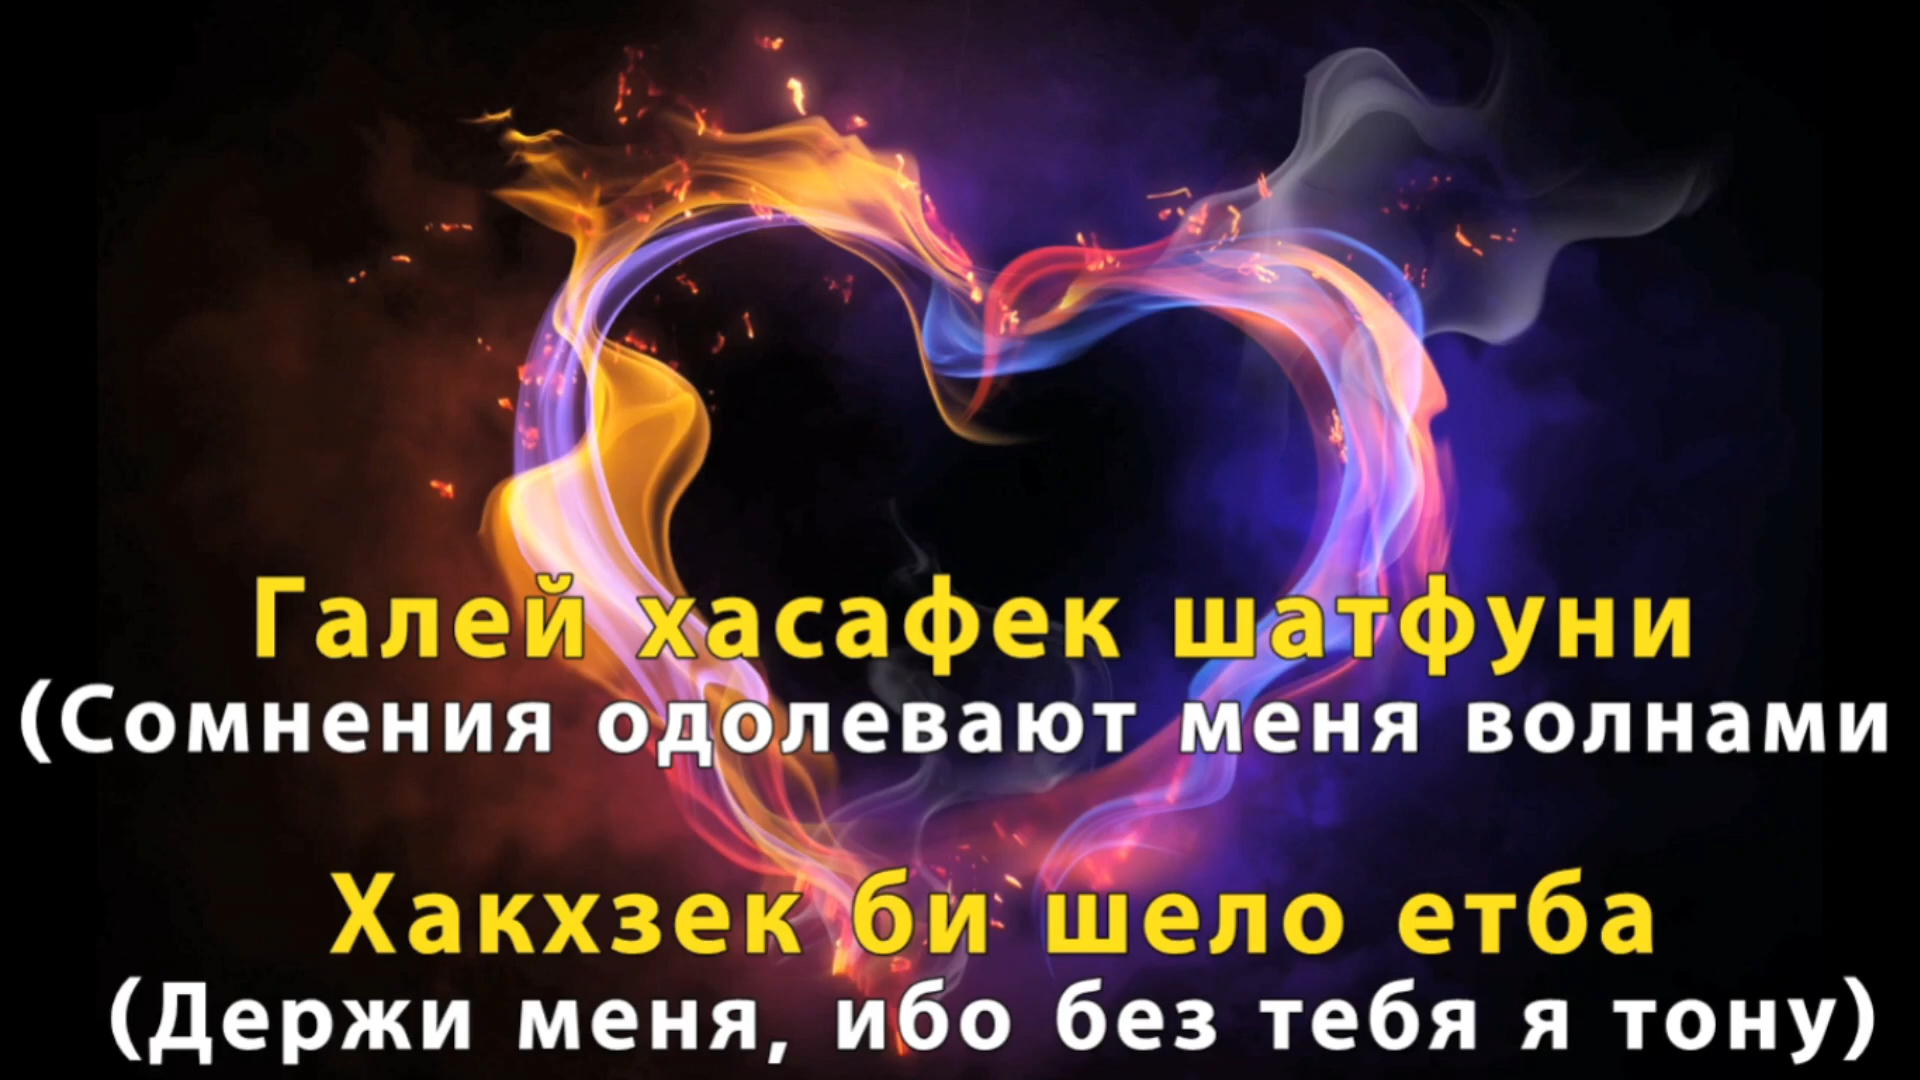 Галей хасафек шатфуни
(Сомнения одолевают меня волнами
Хакхзек би шело етба
(Держи меня, ибо без тебя я тону)